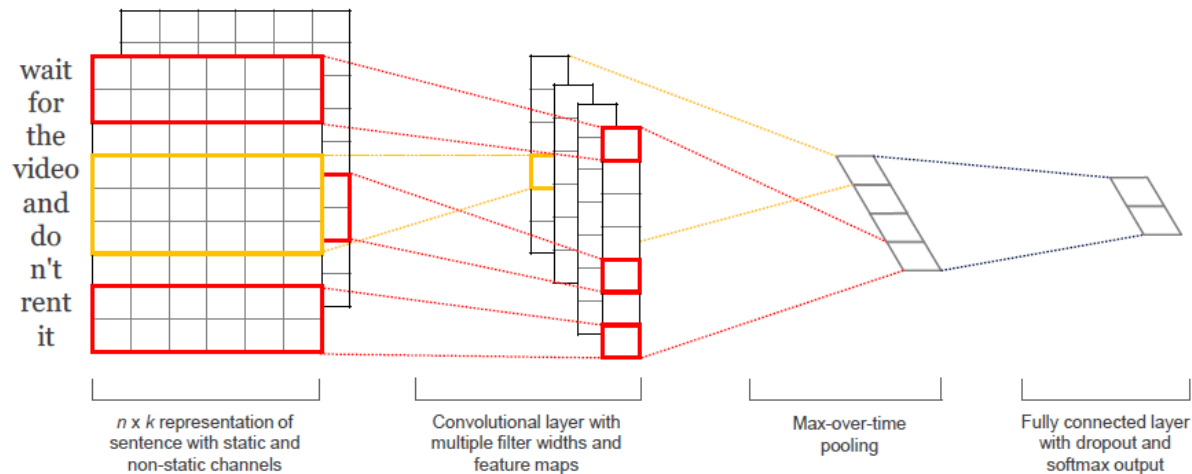 wait
for
the
video
and
do
n't
rent
it
n x k representation of
sentence with static and
non-static channels
Convolutional layer with
multiple filter widths and
feature maps
Max-over-time
pooling
Fully connected layer
with dropout and
softmax output